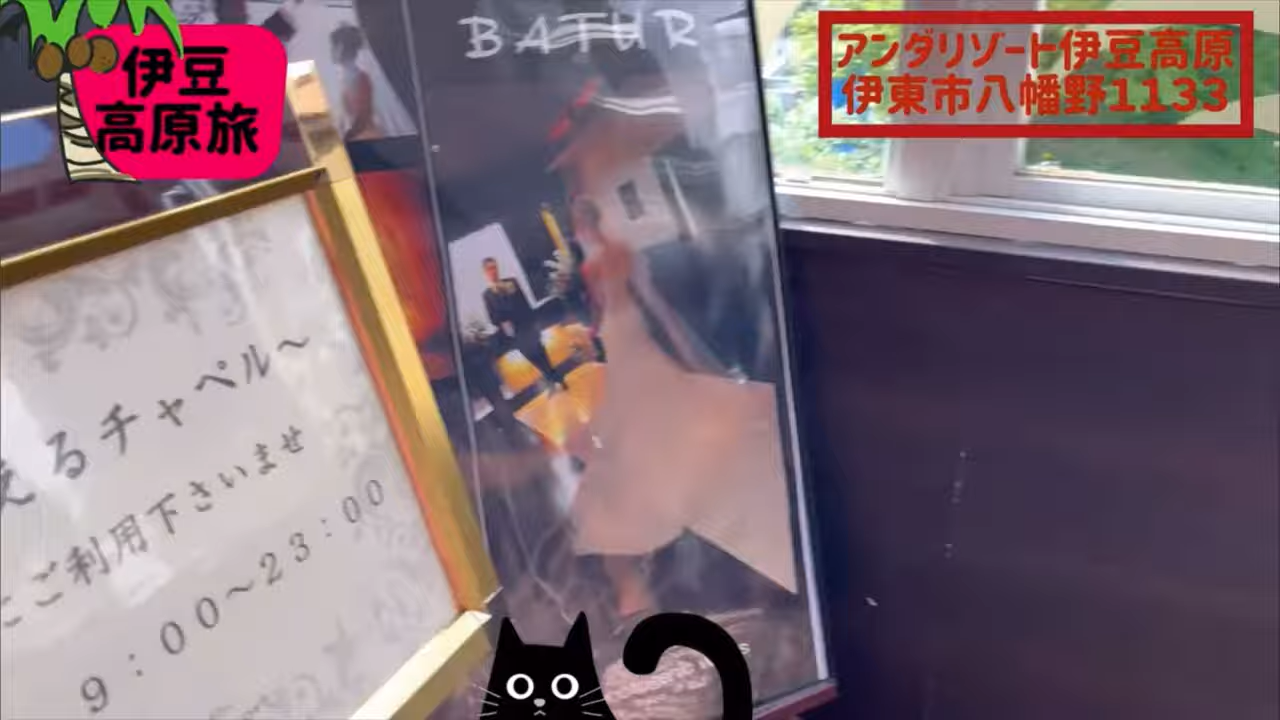 伊豆
高原旅
アンダリゾート伊豆高原
伊東市八幡野1133
BATUR
えるチャペル～
ご利用下さいませ
9:00～23:00